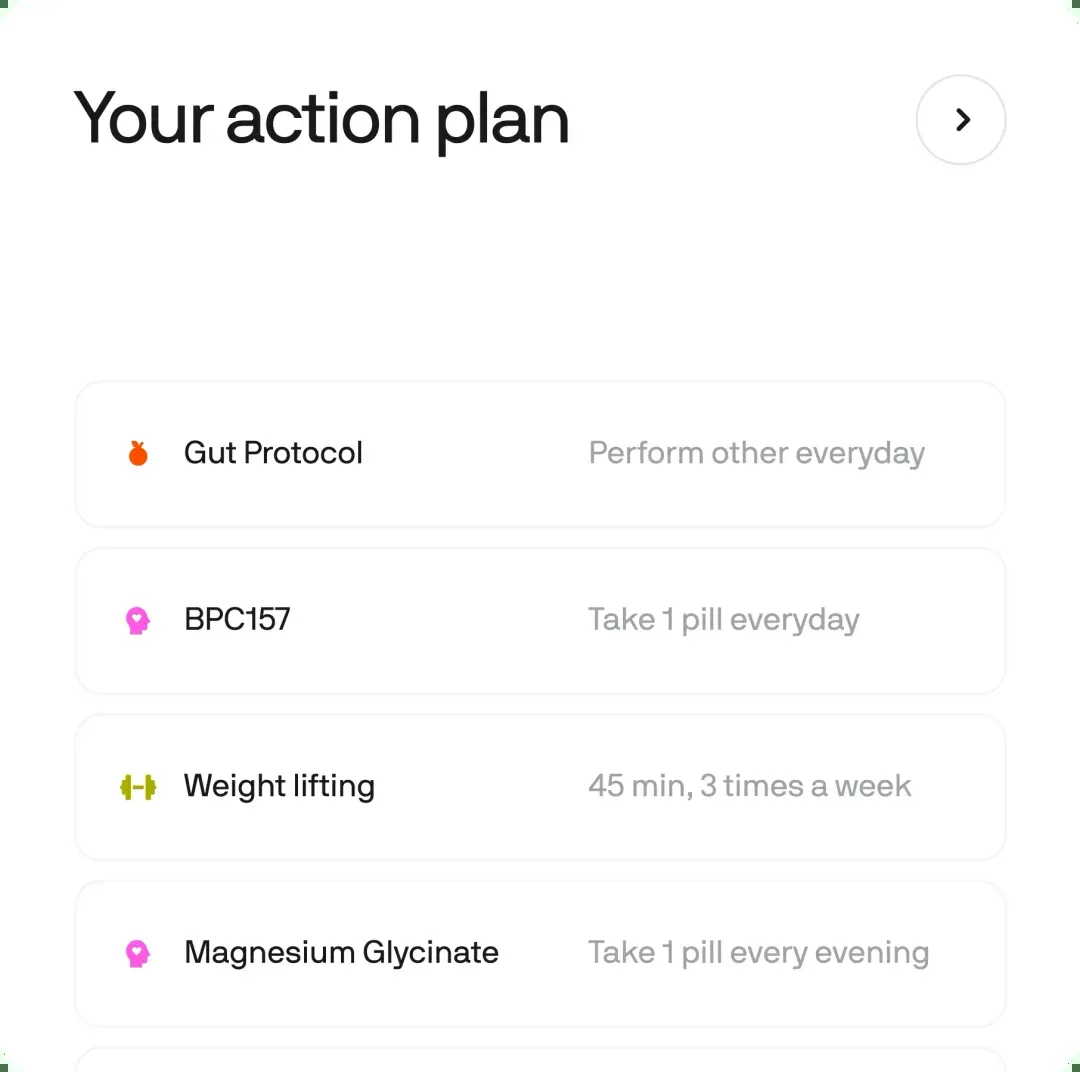 Your action plan
Gut Protocol Perform other everyday
BPC157 Take 1 pill everyday
Weight lifting 45 min, 3 times a week
Magnesium Glycinate Take 1 pill every evening